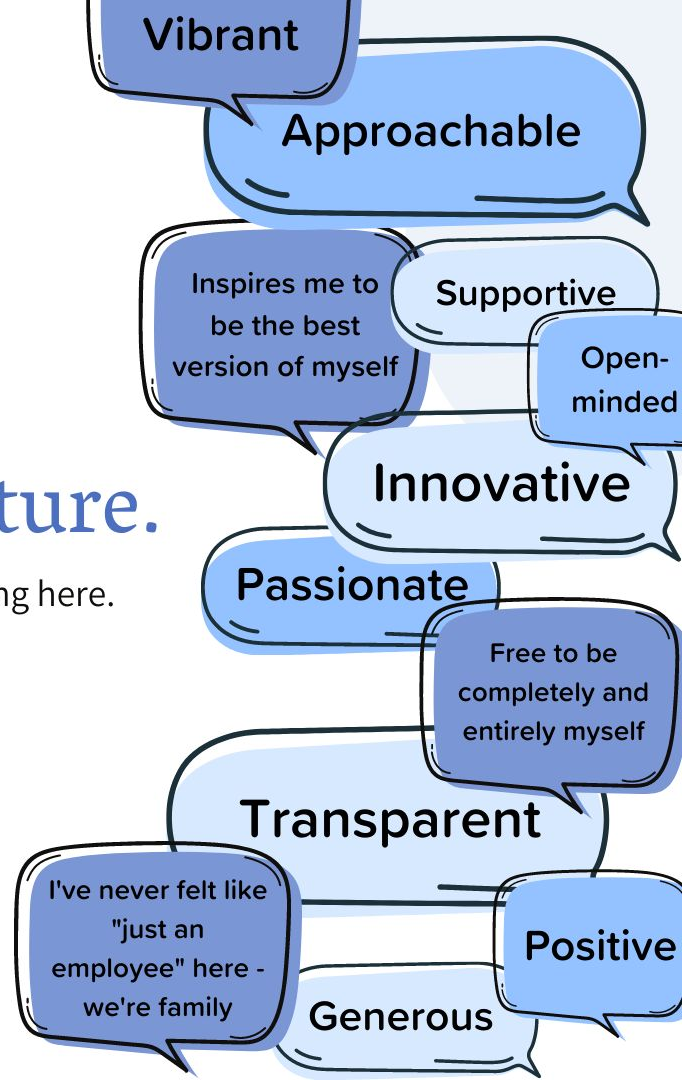 Vibrant
Approachable
Inspires me to
be the best
version of myself
Supportive
Open-
minded
Innovative
ture.
ng here.
Passionate
Free to be
completely and
entirely myself
Transparent
I've never felt like
"just an
employee" here -
we're family
Positive
Generous